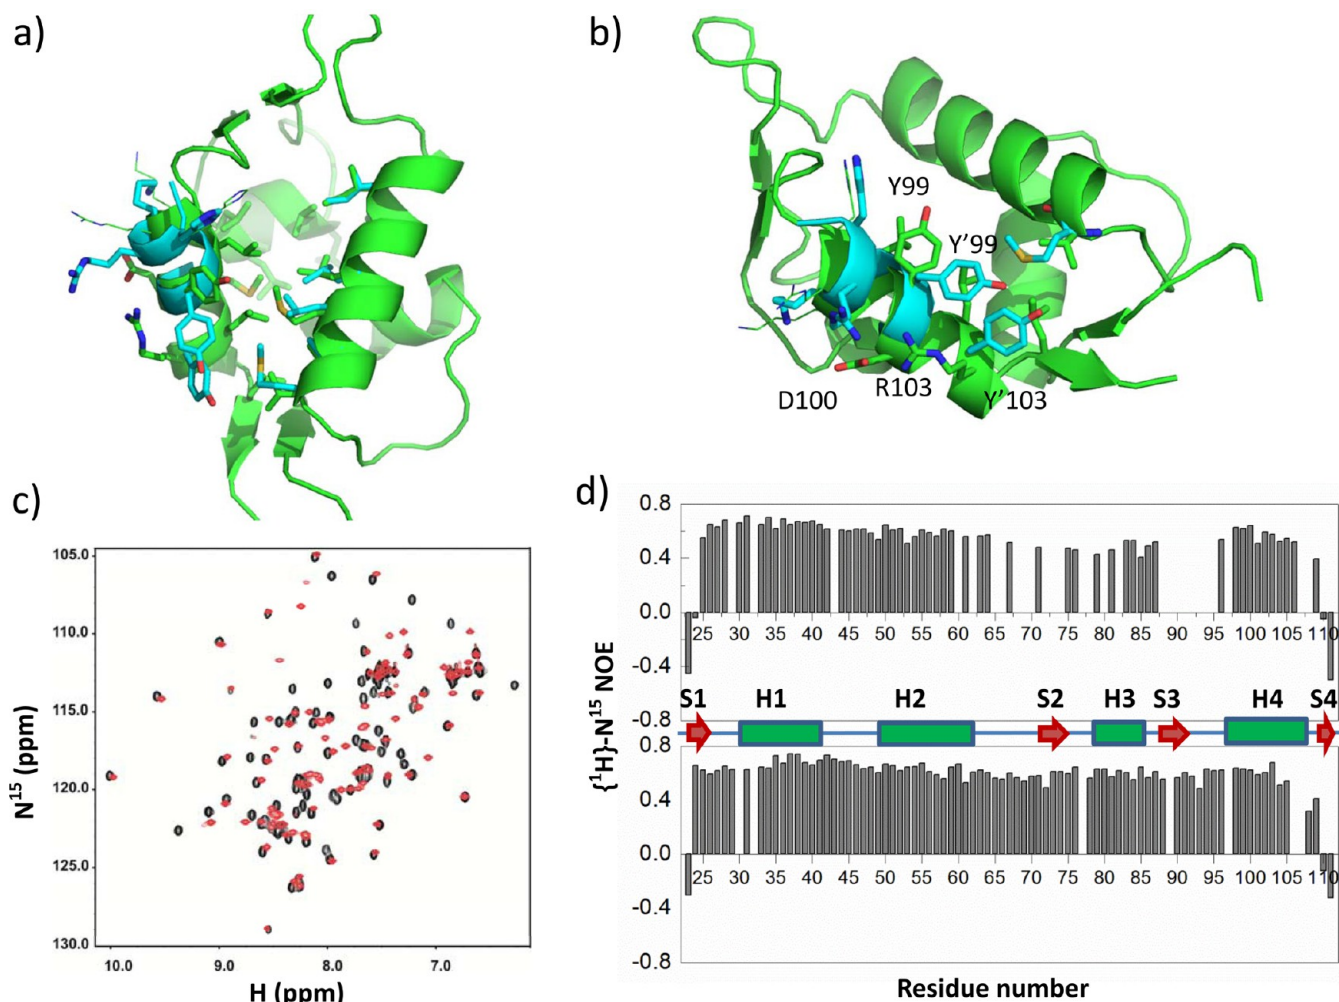 a)
b)
Y99
Y'99
D100
R103
Y'103
c)
105.0
110.0
115.0
120.0
125.0
130.0
N15 (ppm)
10.0 9.0 8.0 7.0
H (ppm)
d)
{1H}-N15 NOE
0.8
0.4
0.0
-0.4
-0.8
25 30 35 40 45 50 55 60 65 70 75 80 85 90 95 100 105 110
S1 H1 H2 S2 H3 S3 H4 S4
0.8
0.4
0.0
-0.4
-0.8
25 30 35 40 45 50 55 60 65 70 75 80 85 90 95 100 105 110
Residue number